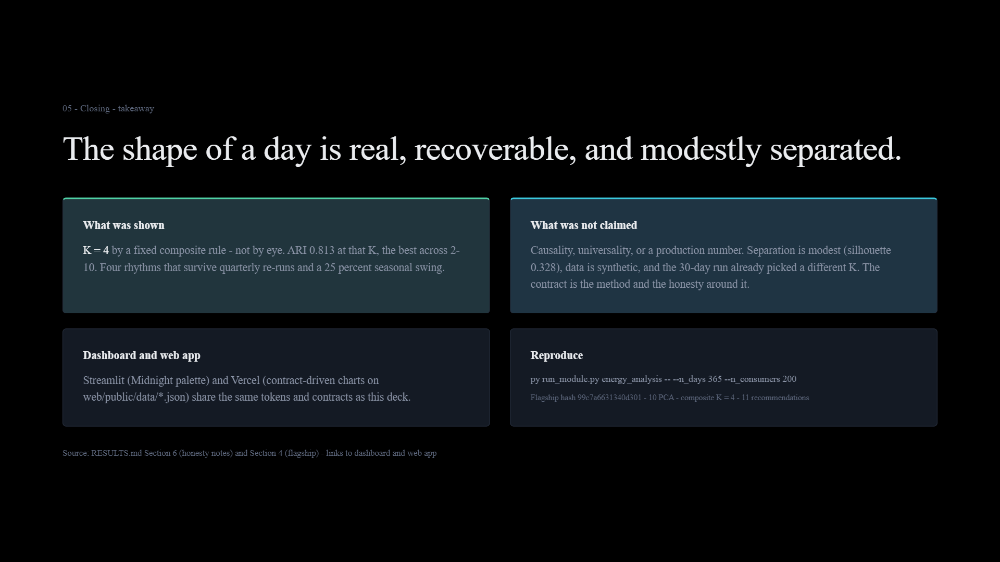 05 - Closing - takeaway
The shape of a day is real, recoverable, and modestly separated.
What was shown
K = 4 by a fixed composite rule - not by eye. ARI 0.813 at that K, the best across 2-
10. Four rhythms that survive quarterly re-runs and a 25 percent seasonal swing.
What was not claimed
Causality, universality, or a production number. Separation is modest (silhouette
0.328), data is synthetic, and the 30-day run already picked a different K. The
contract is the method and the honesty around it.
Dashboard and web app
Streamlit (Midnight palette) and Vercel (contract-driven charts on
web/public/data/*.json) share the same tokens and contracts as this deck.
Reproduce
py run_module.py energy_analysis -- --n_days 365 --n_consumers 200
Flagship hash 99c7a6631340d301 - 10 PCA - composite K = 4 - 11 recommendations
Source: RESULTS.md Section 6 (honesty notes) and Section 4 (flagship) - links to dashboard and web app